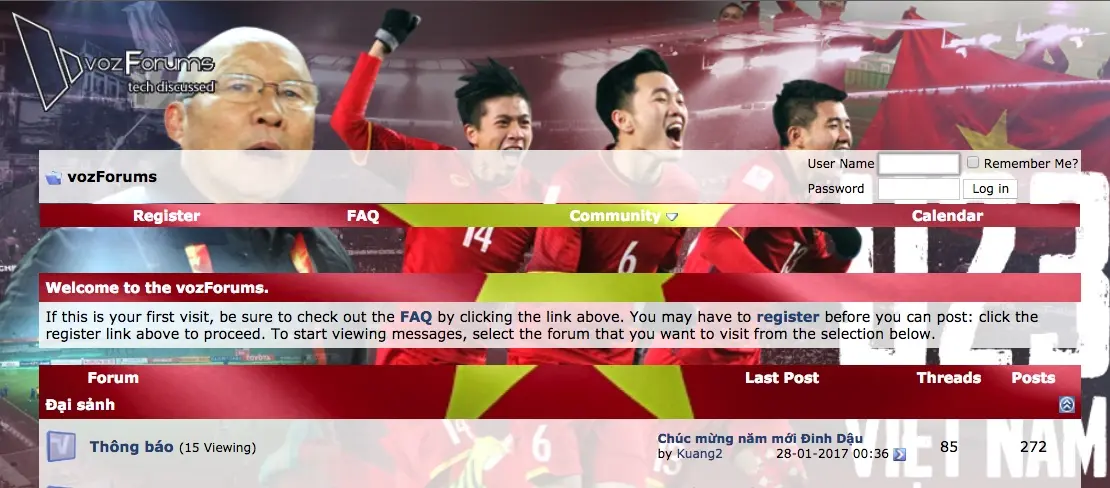 vozForums
tech discussed
vozForums
User Name
Remember Me?
Password
Log in
Register
FAQ
Community
Calendar
14
6
U23
Welcome to the vozForums.
If this is your first visit, be sure to check out the FAQ by clicking the link above. You may have to register before you can post: click the
register link above to proceed. To start viewing messages, select the forum that you want to visit from the selection below.
Forum
Last Post
Threads
Posts
Đại sảnh
Thông báo (15 Viewing)
Chúc mừng năm mới Đinh Dậu
by Kuang2
28-01-2017 00:36
85
272
VIỆT NAM